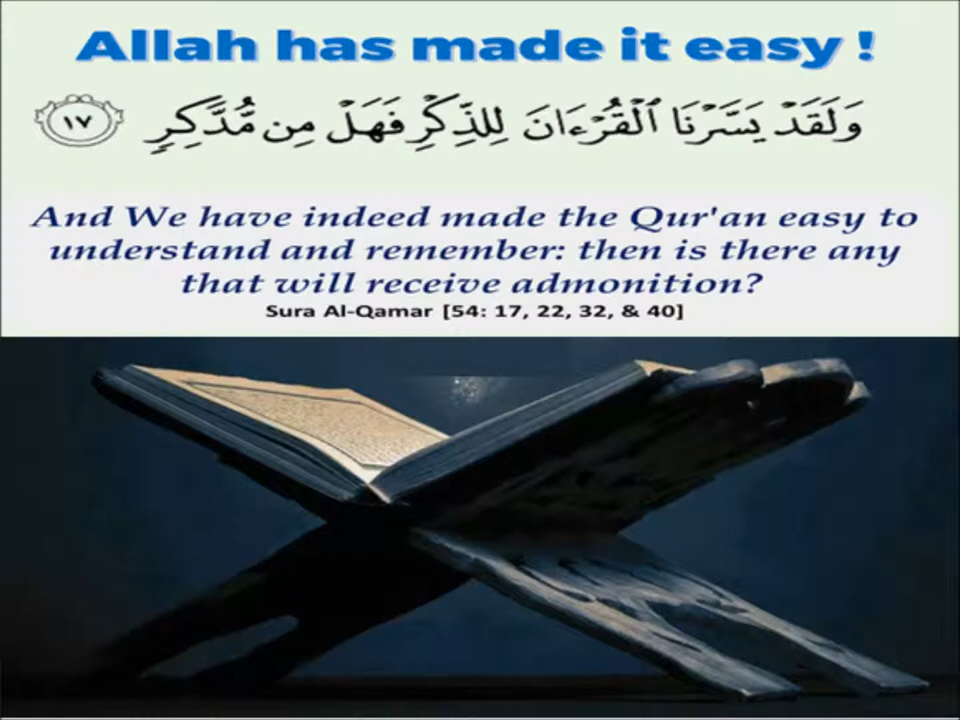 Allah has made it easy !
وَلَقَدْ يَسَّرْنَا ٱلْقُرْءَانَ لِلذِّكْرِ فَهَلْ مِن مُّدَّكِرٍ ١٧
And We have indeed made the Qur'an easy to
understand and remember: then is there any
that will receive admonition?
Sura Al-Qamar [54: 17, 22, 32, & 40]